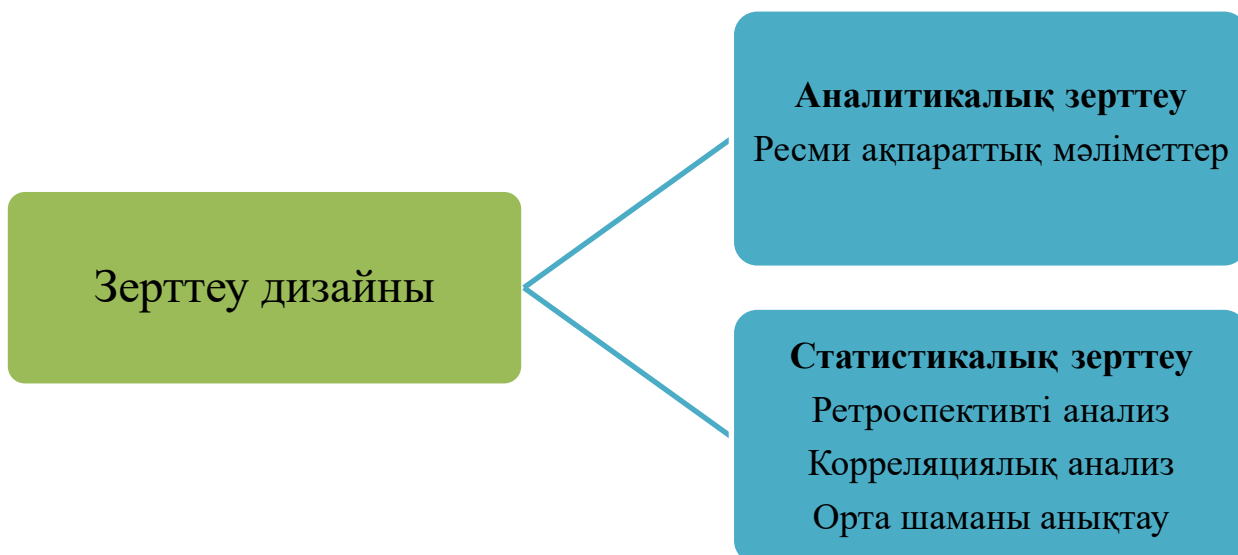 Зерттеу дизайны
Аналитикалық зерттеу
Ресми ақпараттық мәліметтер
Статистикалық зерттеу
Ретроспективті анализ
Корреляциялық анализ
Орта шаманы анықтау